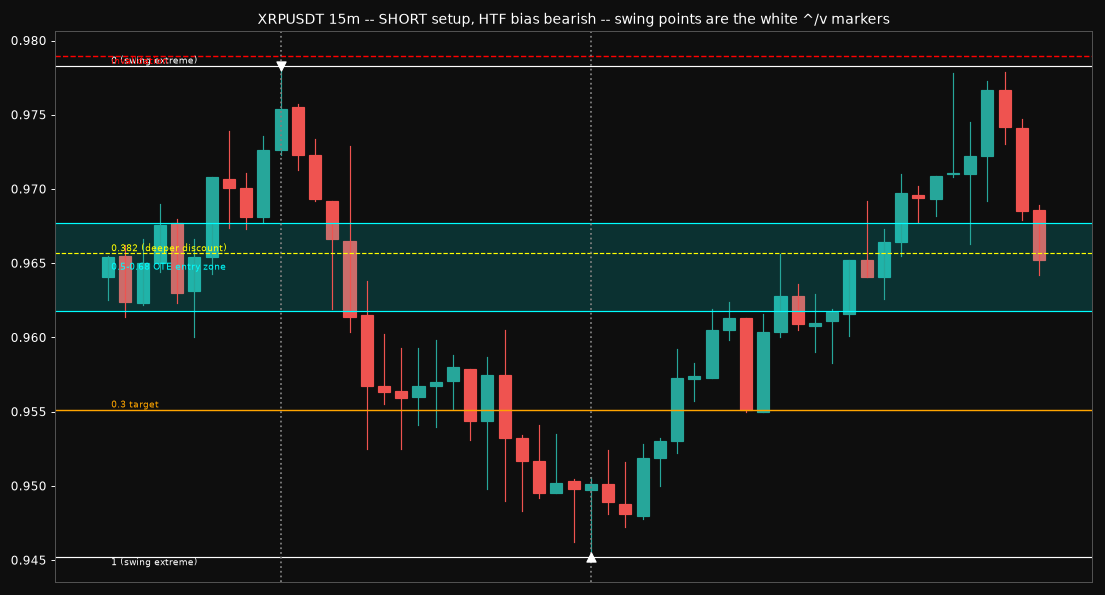 XRPUSDT 15m -- SHORT setup, HTF bias bearish -- swing points are the white ^/v markers
0.980
0 (swing extreme)
0.975
0.970
0.382 (deeper discount)
0.965
0.5-0.68 OTE entry zone
0.960
0.955
0.3 target
0.950
0.945
1 (swing extreme)